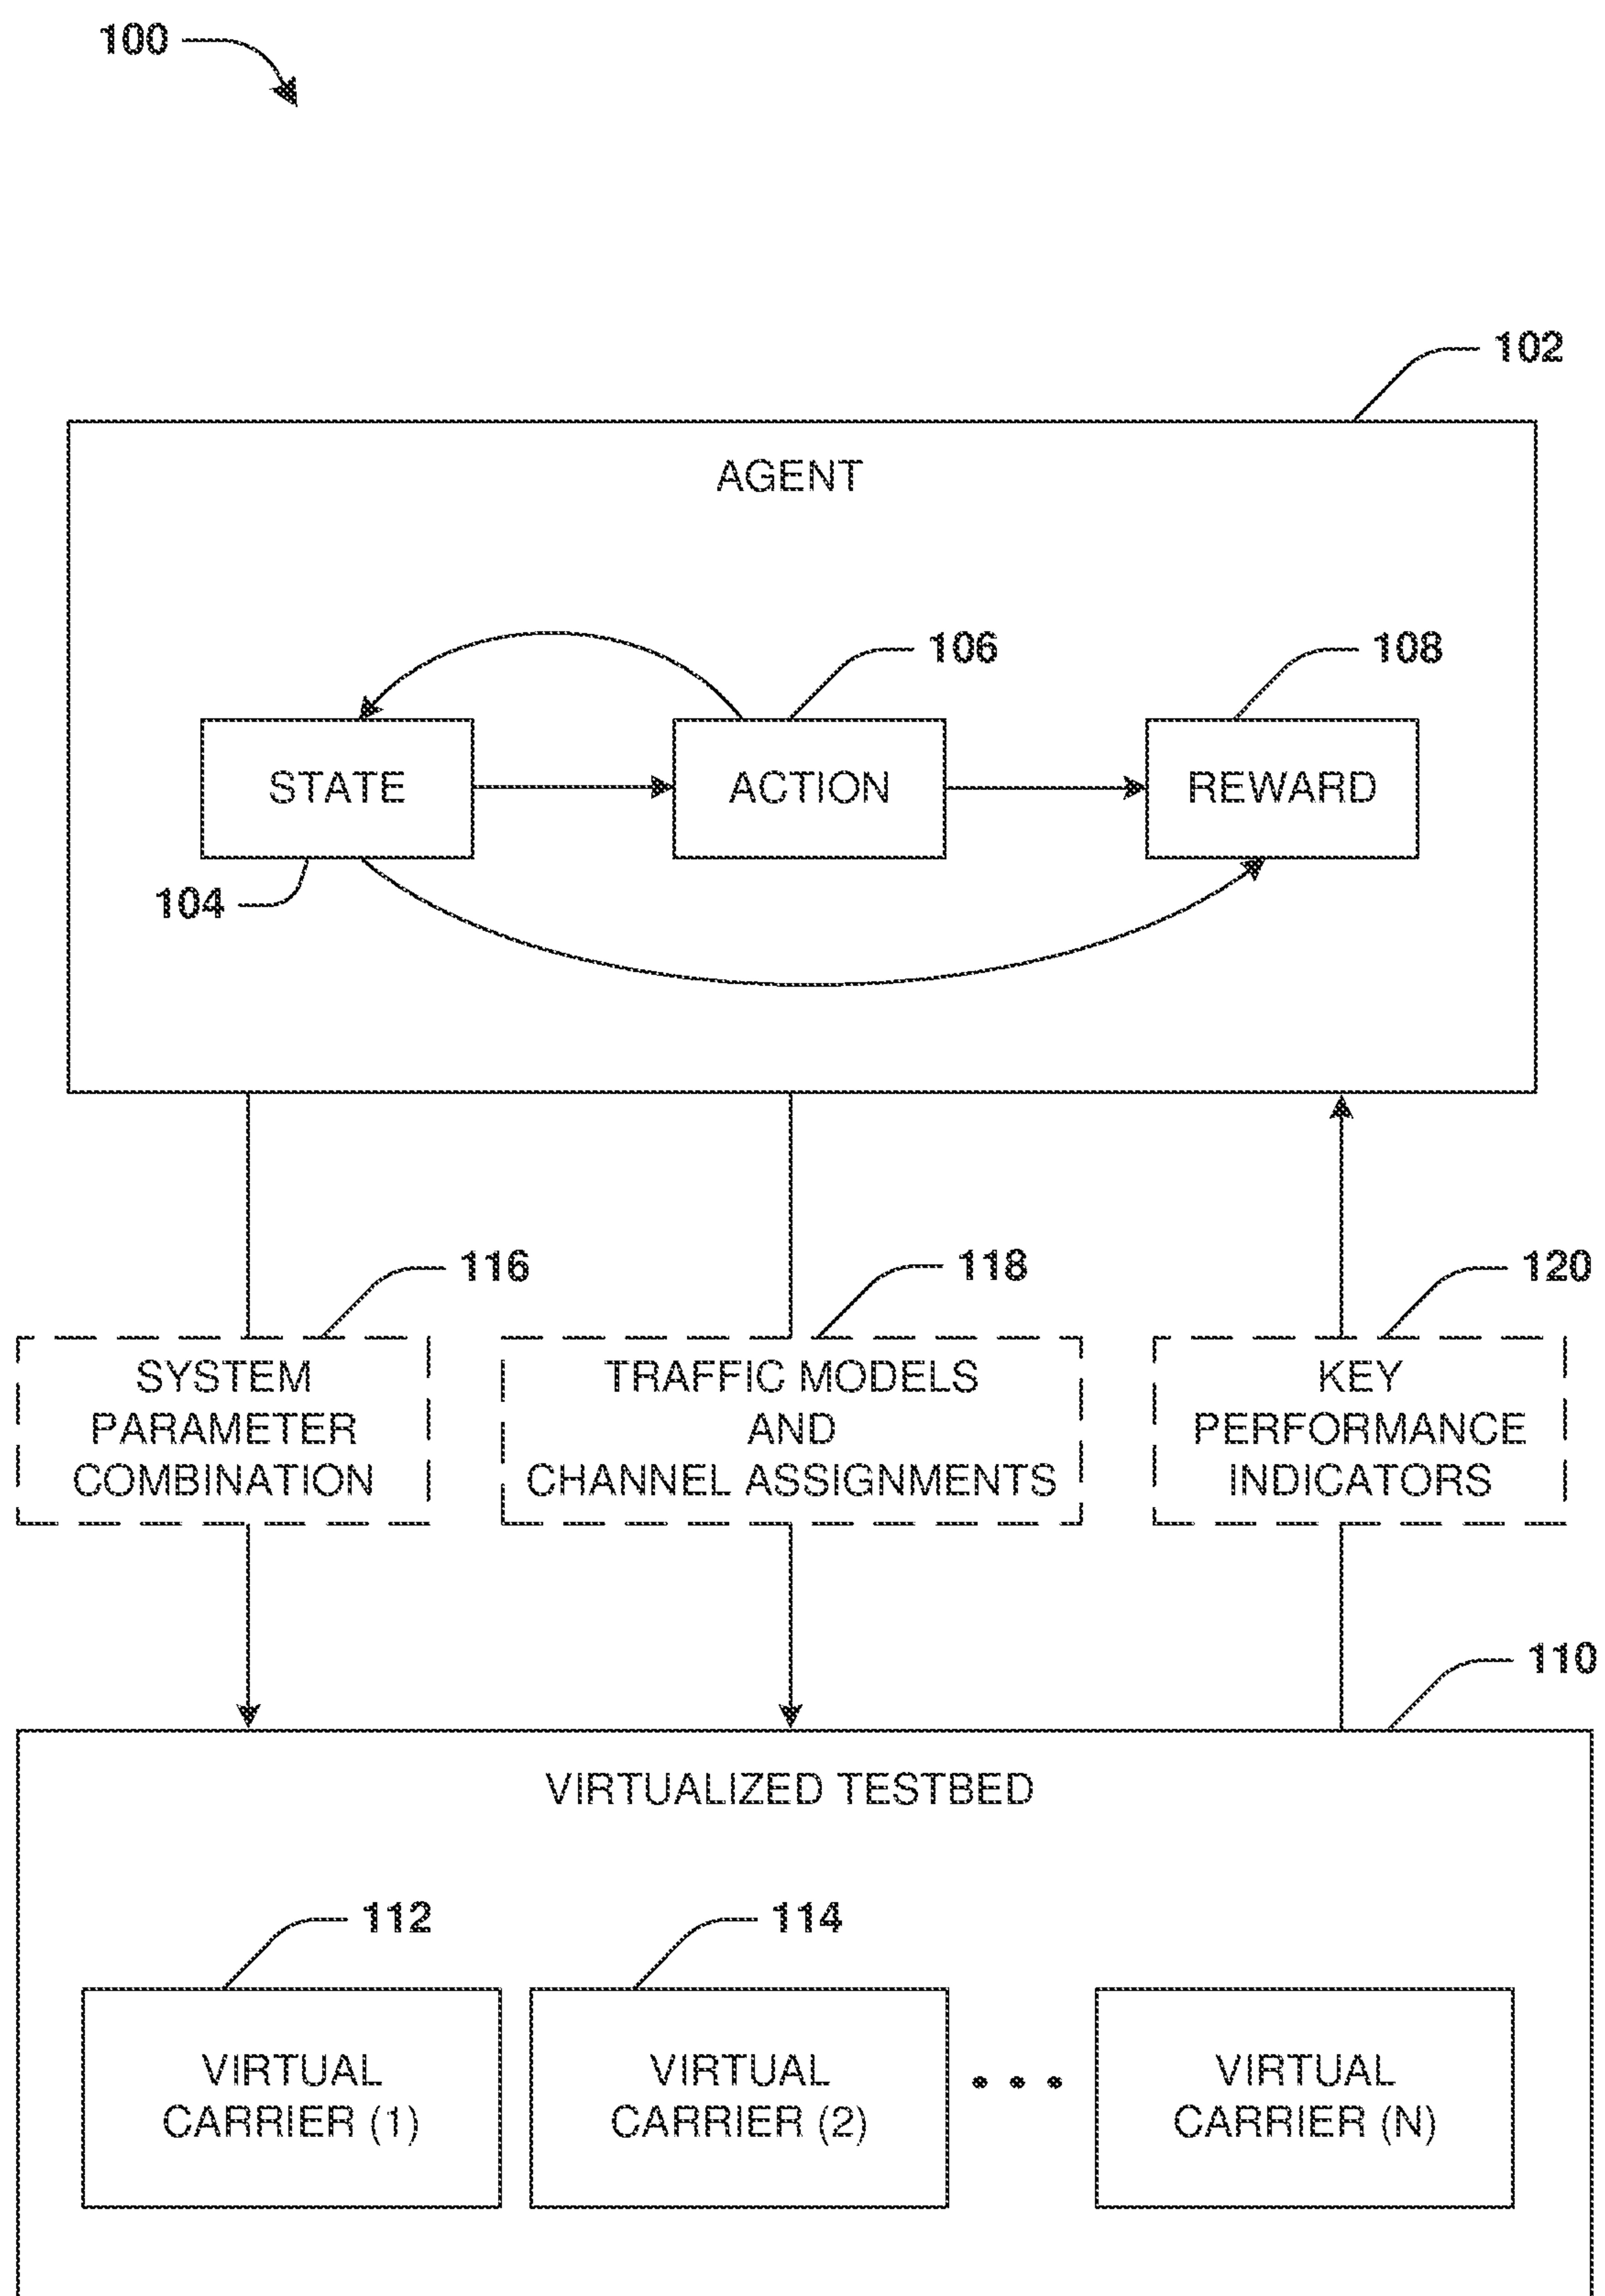 100
102
AGENT
106
108
STATE
ACTION
REWARD
104
116
118
120
SYSTEM
PARAMETER
COMBINATION
TRAFFIC MODELS
AND
CHANNEL ASSIGNMENTS
KEY
PERFORMANCE
INDICATORS
110
VIRTUALIZED TESTBED
112
114
VIRTUAL
CARRIER (1)
VIRTUAL
CARRIER (2)
VIRTUAL
CARRIER (N)